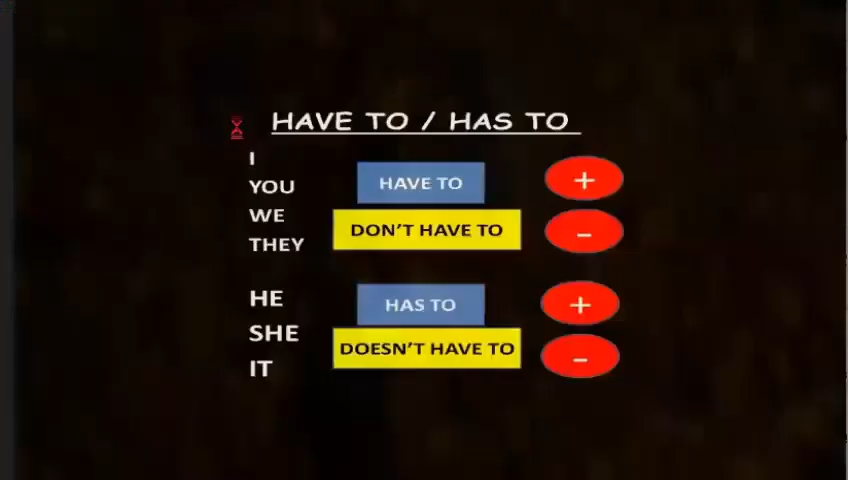 HAVE TO / HAS TO
I
YOU
WE
THEY
HAVE TO
+
DON'T HAVE TO
-
HE
SHE
IT
HAS TO
+
DOESN'T HAVE TO
-